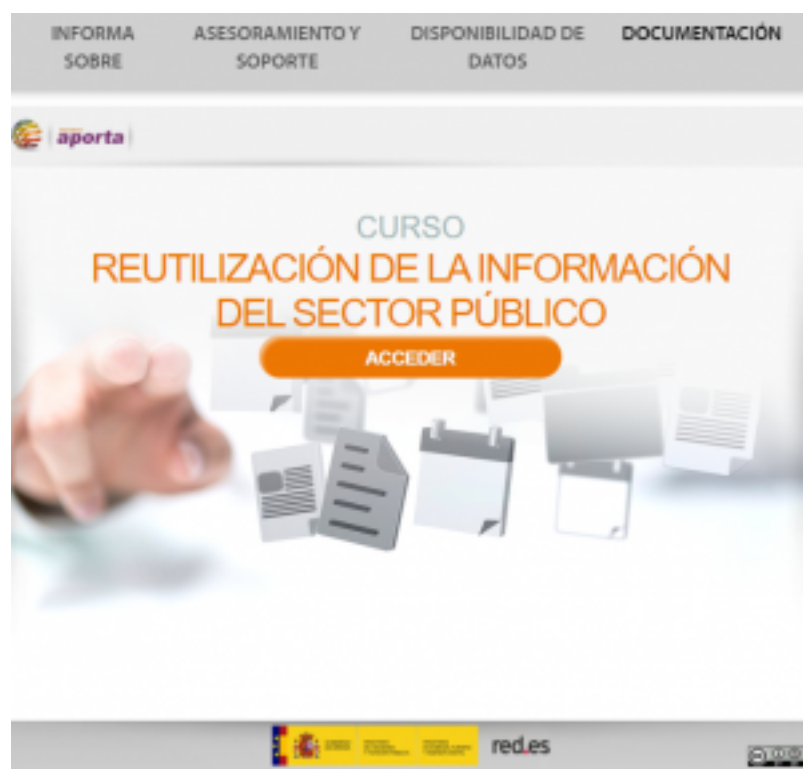 INFORMA
SOBRE
ASESORAMIENTO Y
SOPORTE
DISPONIBILIDAD DE
DATOS
DOCUMENTACIÓN
aporta
CURSO
REUTILIZACIÓN DE LA INFORMACIÓN
DEL SECTOR PÚBLICO
ACCEDER
red.es